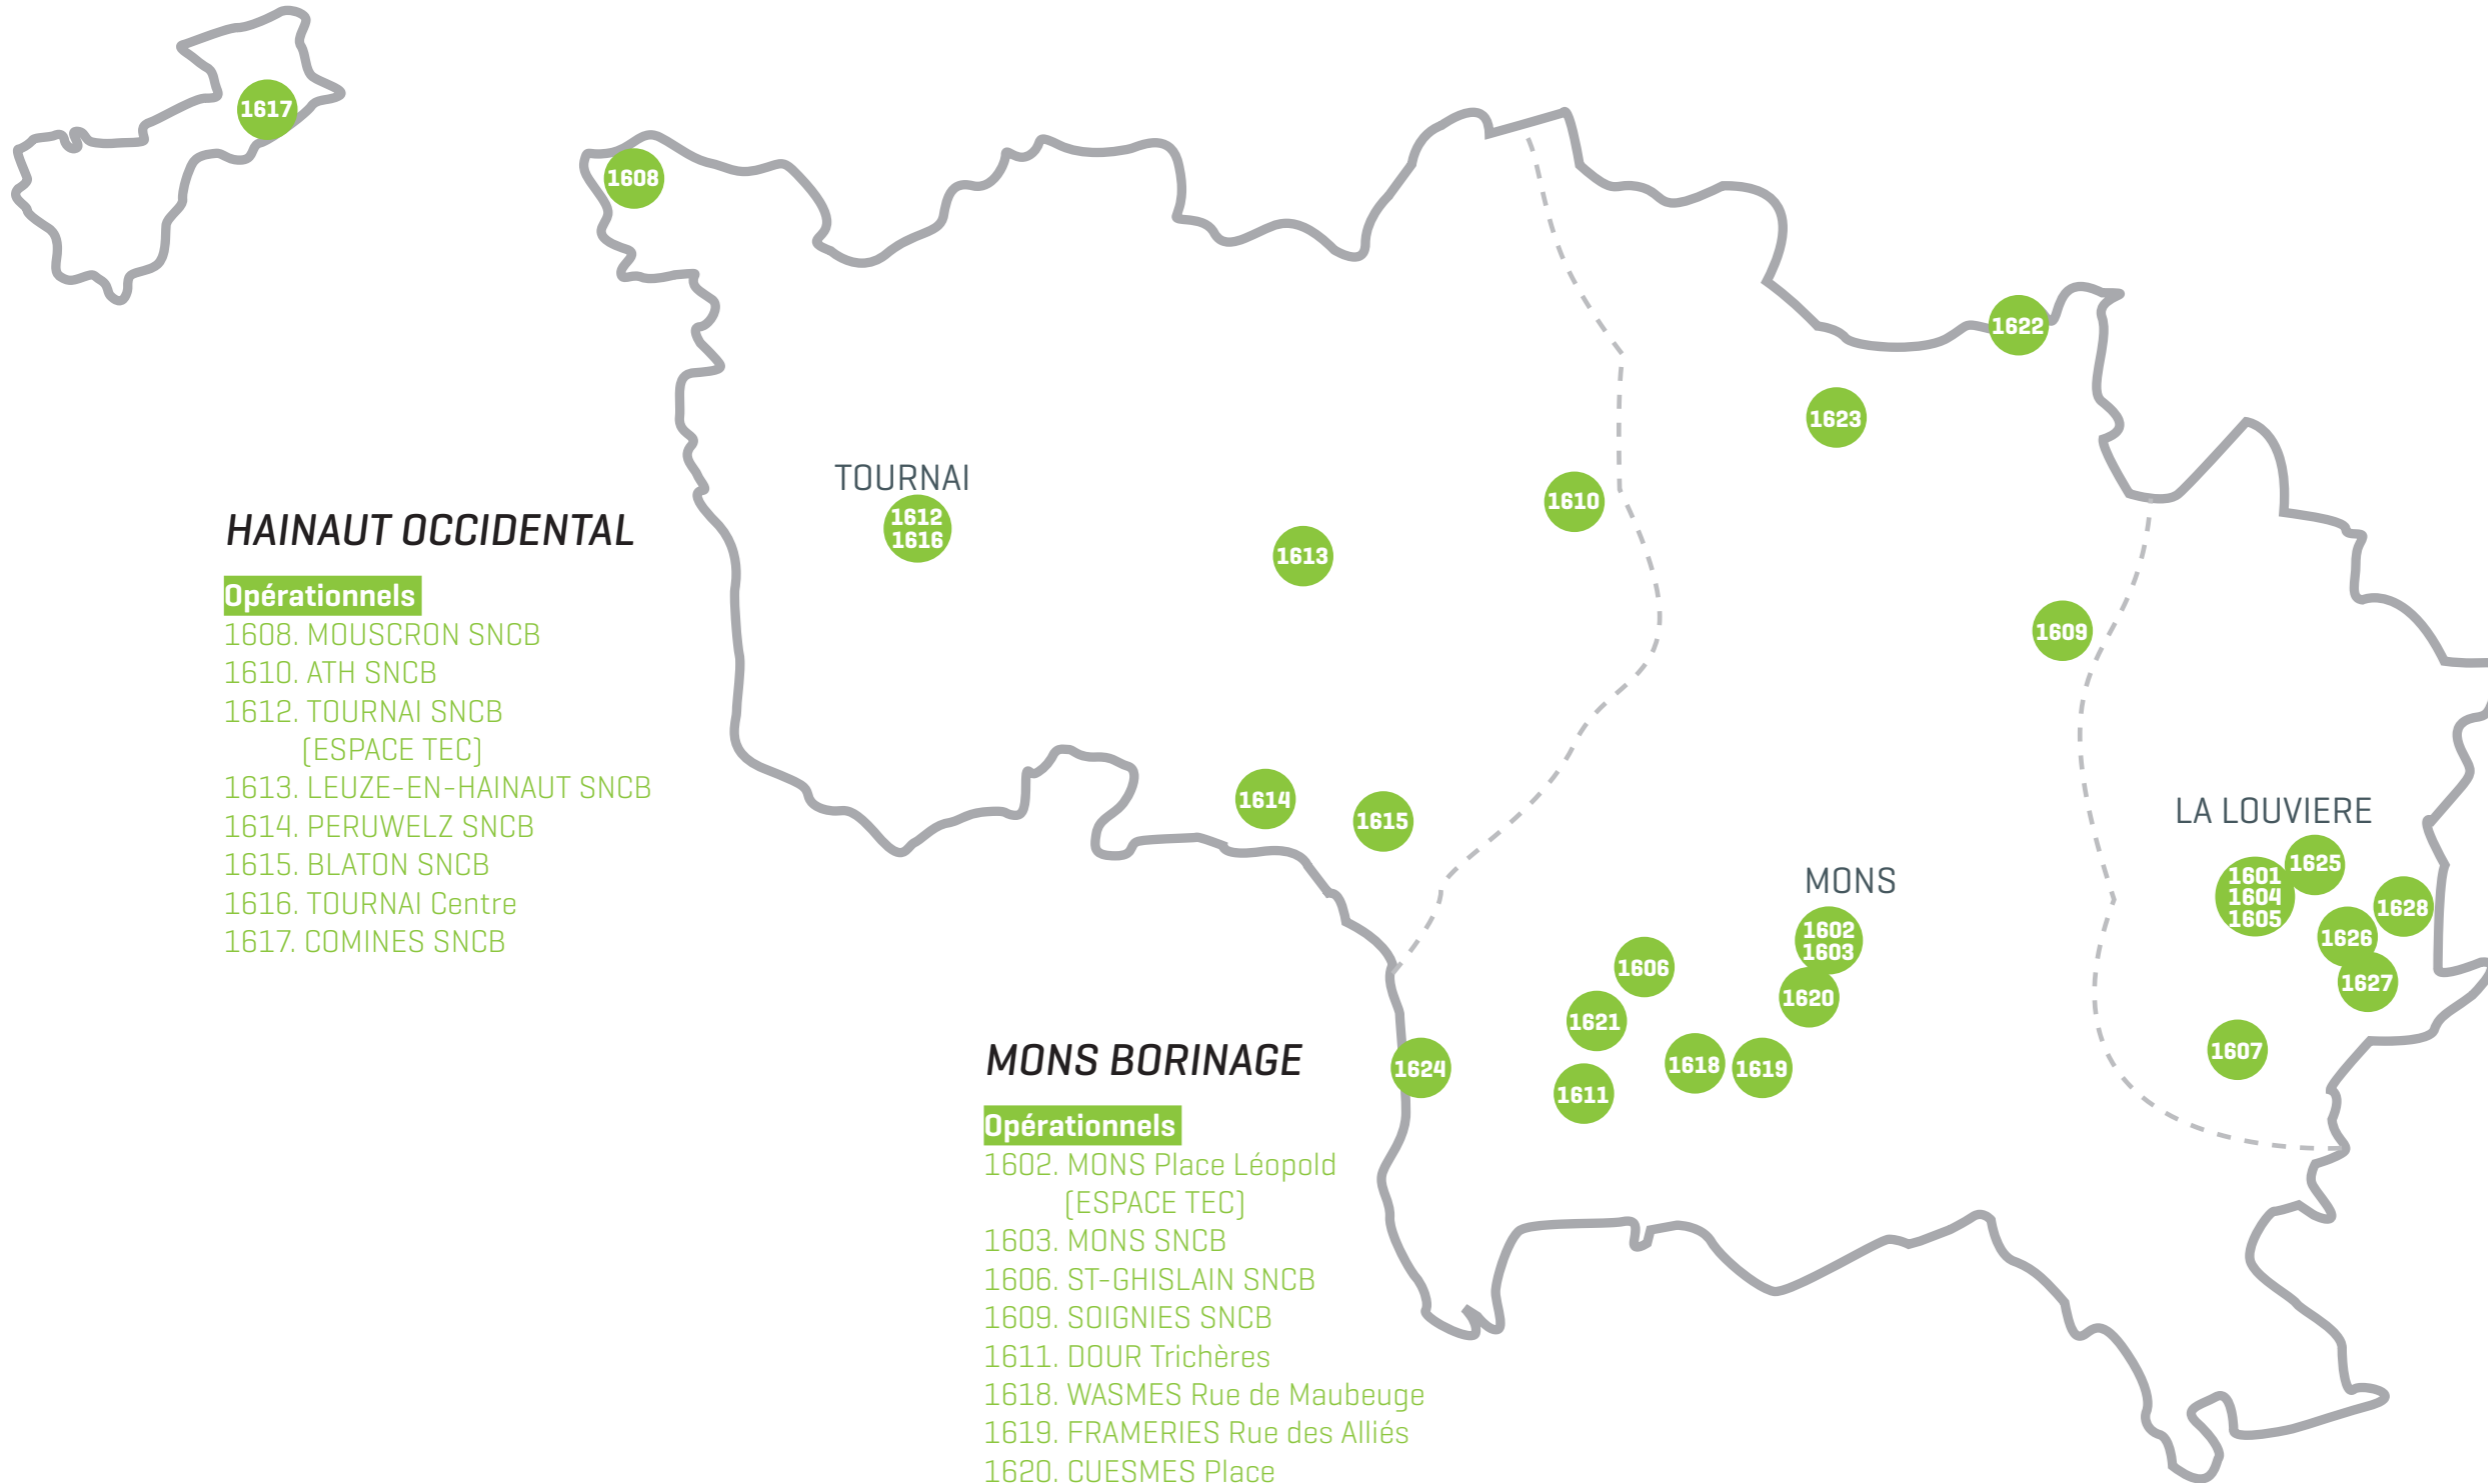 1617
1608
1622
1623
TOURNAI
1612
1616
1610
1613
1609
HAINAUT OCCIDENTAL
Opérationnels
1608. MOUSCRON SNCB
1610. ATH SNCB
1612. TOURNAI SNCB
[ESPACE TEC]
1613. LEUZE-EN-HAINAUT SNCB
1614. PERUWELZ SNCB
1615. BLATON SNCB
1616. TOURNAI Centre
1617. COMINES SNCB
1614
1615
LA LOUVIERE
1625
1601
1604
1605
1628
1626
1627
1607
MONS
1602
1603
1606
1620
1621
1618
1619
1624
1611
MONS BORINAGE
Opérationnels
1602. MONS Place Léopold
[ESPACE TEC]
1603. MONS SNCB
1606. ST-GHISLAIN SNCB
1609. SOIGNIES SNCB
1611. DOUR Trichères
1618. WASMES Rue de Maubeuge
1619. FRAMERIES Rue des Alliés
1620. CUESMES Place